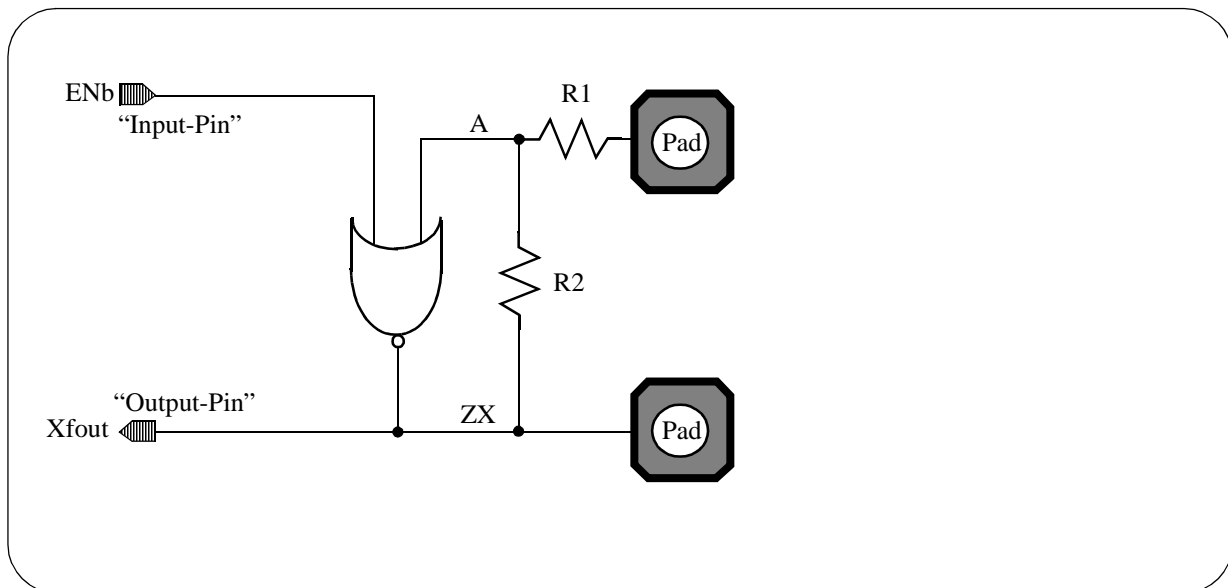 ENb
“Input-Pin”
A
R1
Pad
R2
“Output-Pin”
Xfout
ZX
Pad